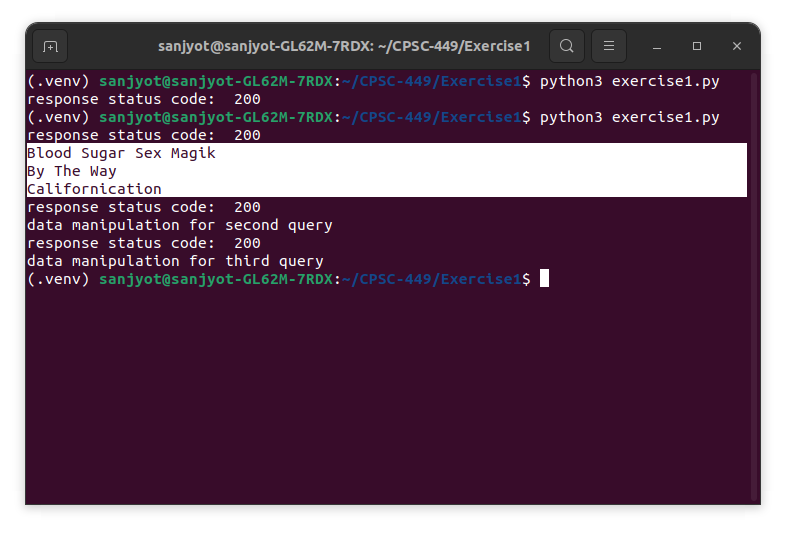 sanjyot@sanjyot-GL62M-7RDX: ~/CPSC-449/Exercise1
(.venv) sanjyot@sanjyot-GL62M-7RDX:~/CPSC-449/Exercise1$ python3 exercise1.py
response status code:  200
(.venv) sanjyot@sanjyot-GL62M-7RDX:~/CPSC-449/Exercise1$ python3 exercise1.py
response status code:  200
Blood Sugar Sex Magik
By The Way
Californication
response status code:  200
data manipulation for second query
response status code:  200
data manipulation for third query
(.venv) sanjyot@sanjyot-GL62M-7RDX:~/CPSC-449/Exercise1$